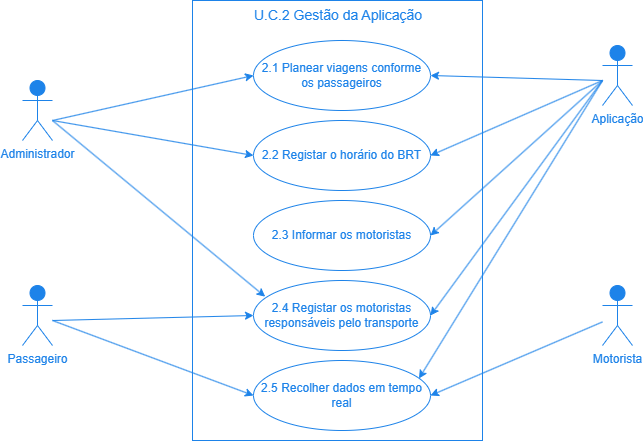 U.C.2 Gestão da Aplicação
2.1 Planear viagens conforme
os passageiros
Administrador
Aplicação
2.2 Registar o horário do BRT
2.3 Informar os motoristas
2.4 Registar os motoristas
responsáveis pelo transporte
Passageiro
Motorista
2.5 Recolher dados em tempo
real